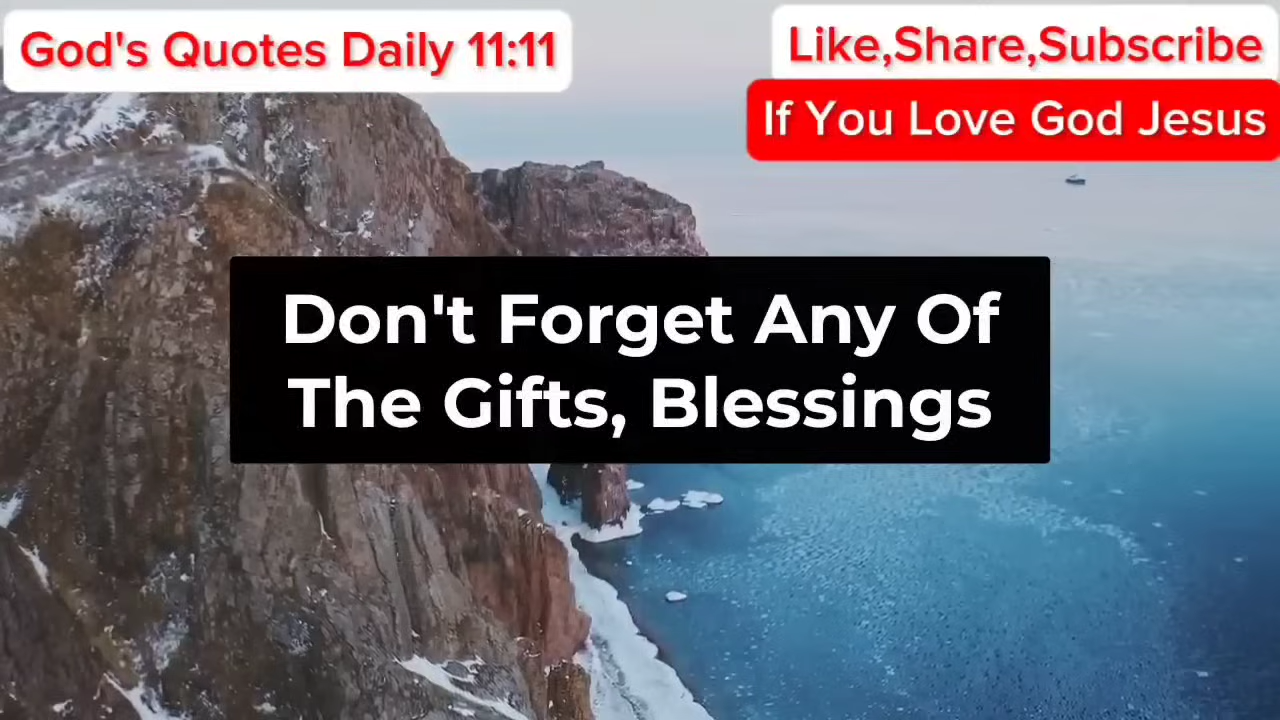 God's Quotes Daily 11:11
Like,Share,Subscribe
If You Love God Jesus
Don't Forget Any Of
The Gifts, Blessings